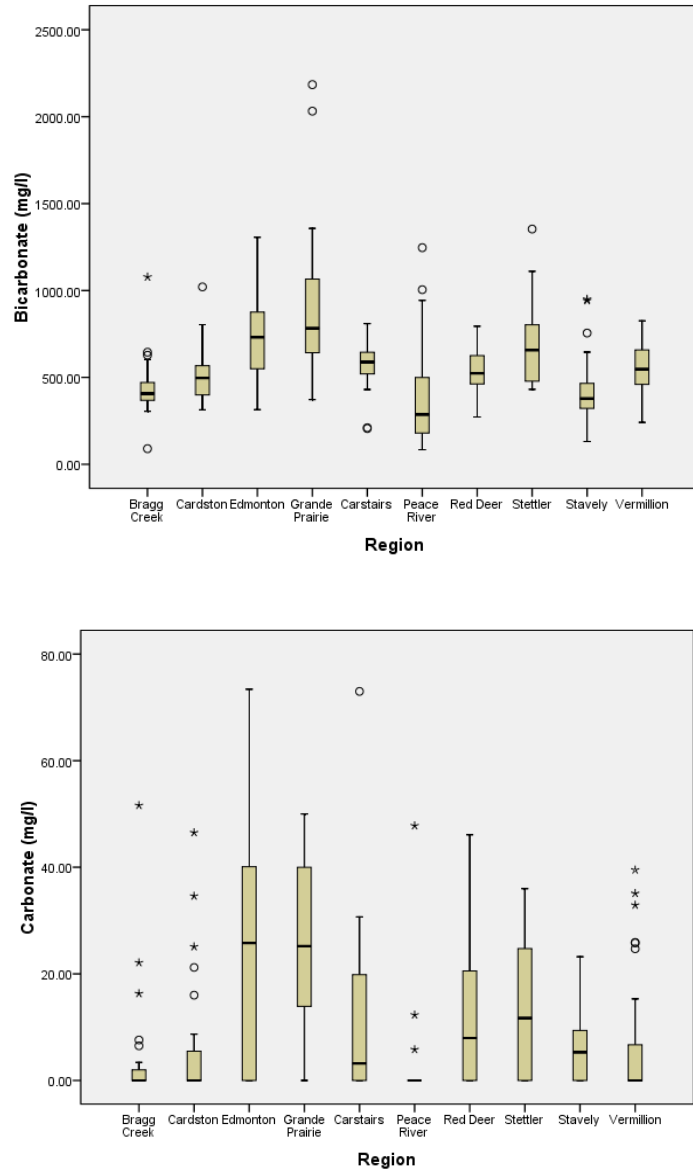 2500.00
2000.00
1500.00
1000.00
500.00
0.00
Bicarbonate (mg/l)
Bragg Creek
Cardston
Edmonton
Grande Prairie
Carstairs
Peace River
Red Deer
Stettler
Stavely
Vermillion
Region
80.00
60.00
40.00
20.00
0.00
Carbonate (mg/l)
Bragg Creek
Cardston
Edmonton
Grande Prairie
Carstairs
Peace River
Red Deer
Stettler
Stavely
Vermillion
Region